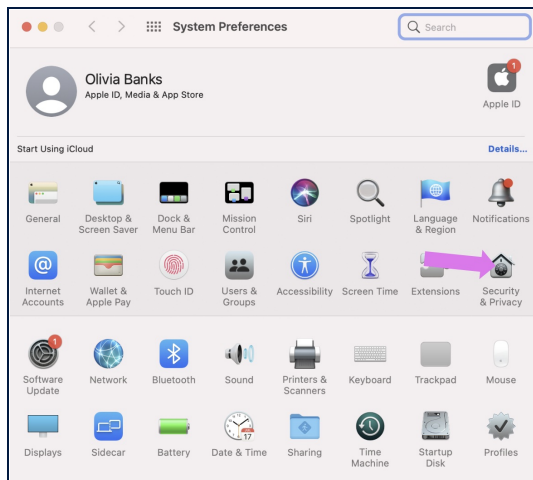 System Preferences
Search
Olivia Banks
Apple ID, Media & App Store
1
Apple ID
Start Using iCloud
Details...
General
Desktop &
Screen Saver
Dock &
Menu Bar
Mission
Control
Siri
Spotlight
Language
& Region
Notifications
@
Internet
Accounts
Wallet &
Apple Pay
Touch ID
Users &
Groups
Accessibility
Screen Time
Extensions
Security
& Privacy
1
Software
Update
Network
Bluetooth
Sound
Printers &
Scanners
Keyboard
Trackpad
Mouse
17
Displays
Sidecar
Battery
Date & Time
Sharing
Time
Machine
Startup
Disk
Profiles